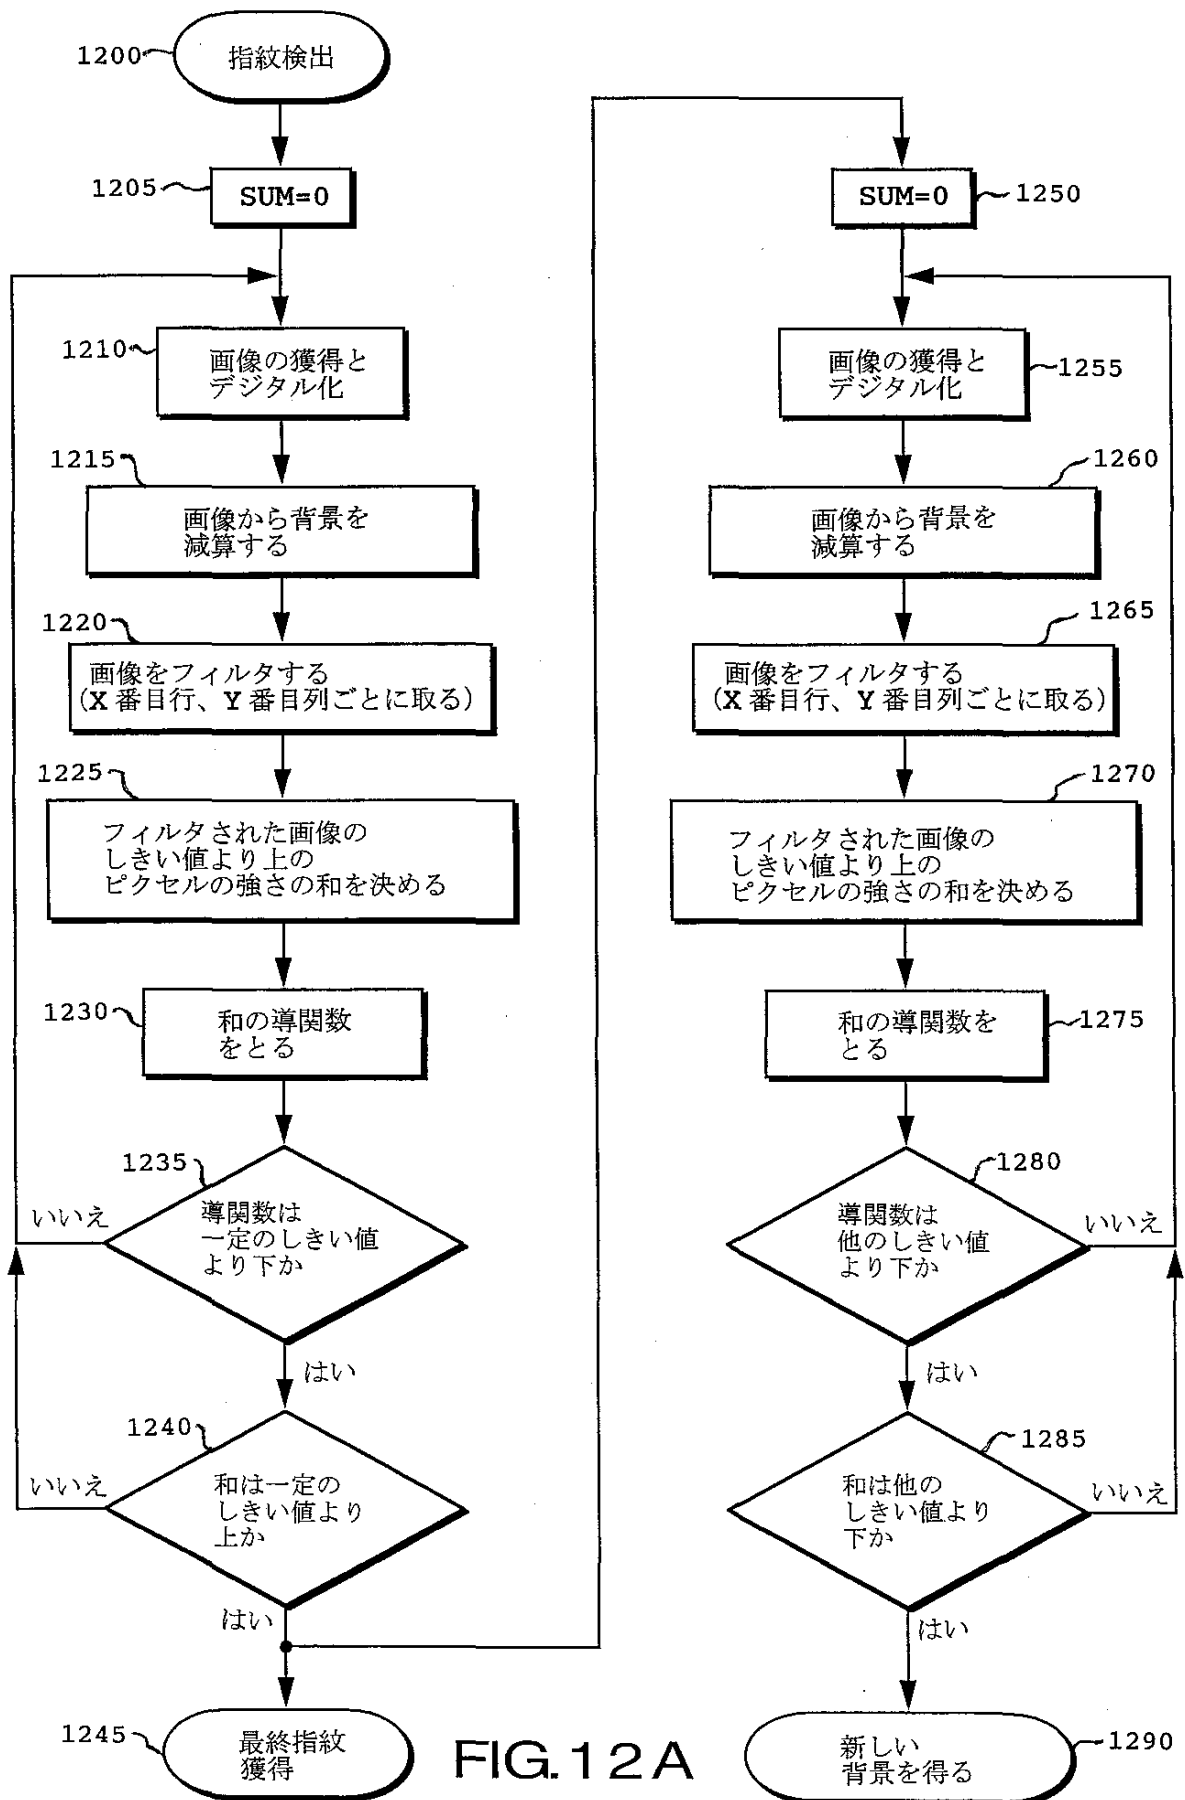 1200
指紋検出
1205
SUM=0
1210
画像の獲得と
デジタル化
1215
画像から背景を
減算する
1220
画像をフィルタする
(X 番目行、Y 番目列ごとに取る)
1225
フィルタされた画像の
しきい値より上の
ピクセルの強さの和を決める
1230
和の導関数
をとる
1235
導関数は
一定のしきい値
より下か
いいえ
はい
1240
和は一定の
しきい値より
上か
いいえ
はい
1245
最終指紋
獲得
SUM=0
1250
画像の獲得と
デジタル化
1255
1260
画像から背景を
減算する
1265
画像をフィルタする
(X 番目行、Y 番目列ごとに取る)
1270
フィルタされた画像の
しきい値より上の
ピクセルの強さの和を決める
和の導関数を
とる
1275
1280
導関数は
他のしきい値
より下か
いいえ
はい
1285
和は他の
しきい値より
下か
いいえ
はい
新しい
背景を得る
1290
FIG.12A